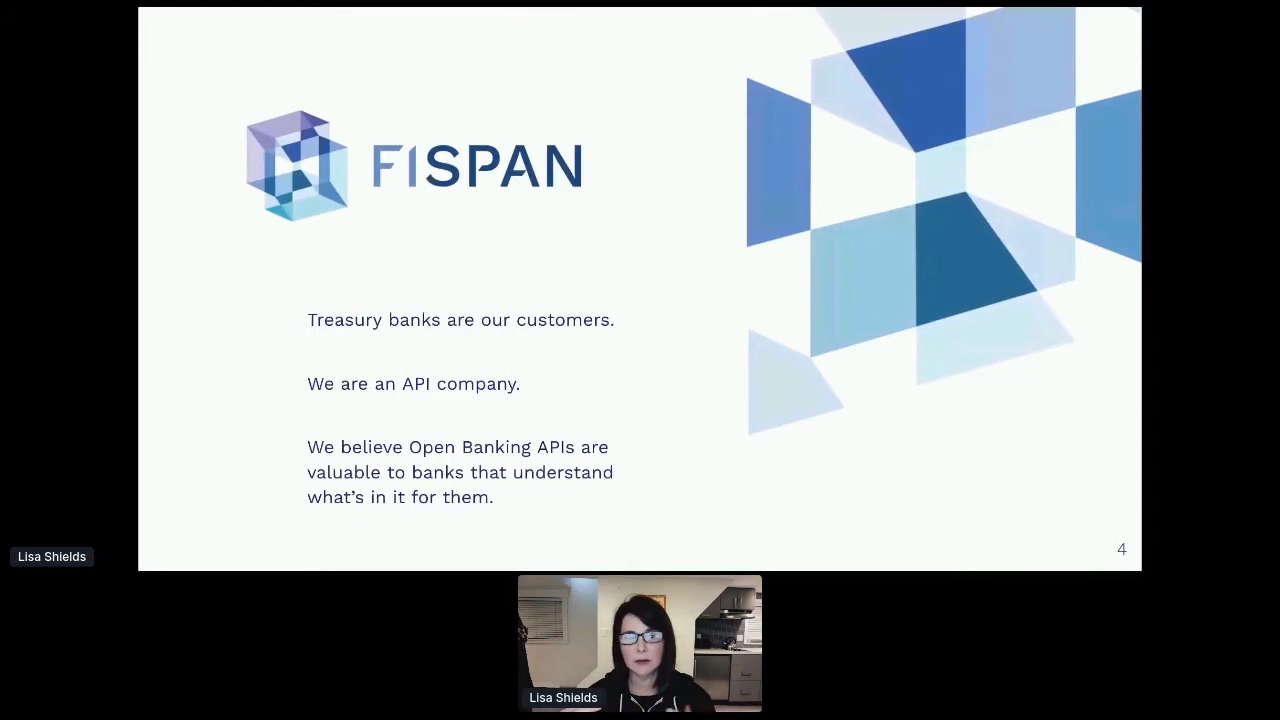 FISPAN
Treasury banks are our customers.
We are an API company.
We believe Open Banking APIs are
valuable to banks that understand
what’s in it for them.
4
Lisa Shields
Lisa Shields